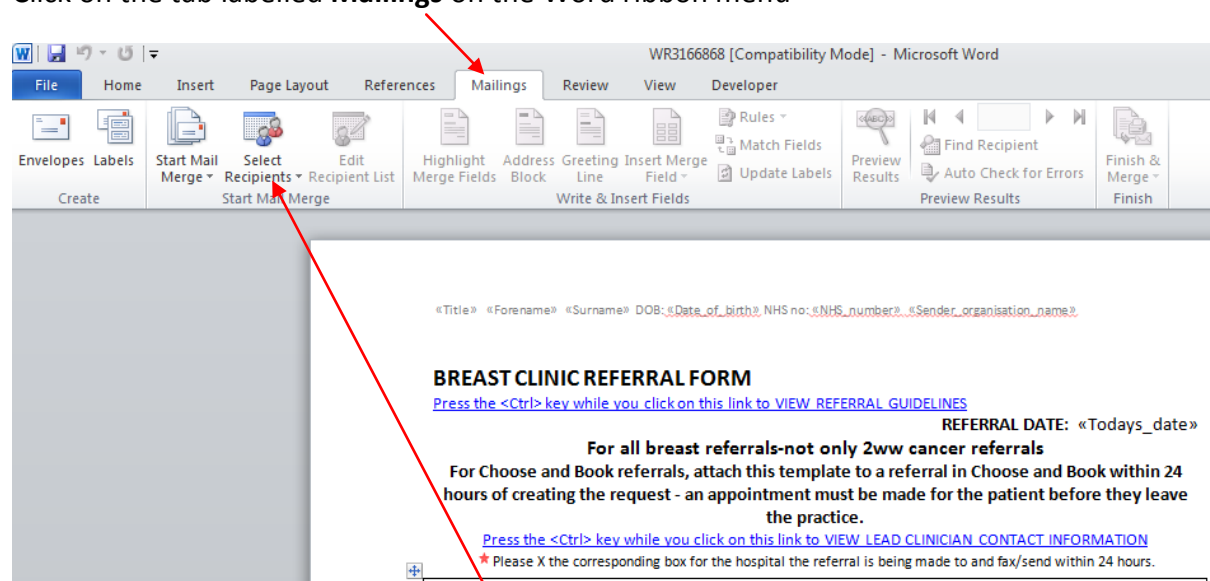 Click on the tab labelled Mailings on the Word ribbon menu
WR3166868 [Compatibility Mode] - Microsoft Word
File Home Insert Page Layout References Mailings Review View Developer
Envelopes Labels Start Mail Merge Select Recipients Edit Recipient List Highlight Merge Fields Address Block Greeting Line Insert Merge Field Rules Match Fields Update Labels Preview Results Find Recipient Auto Check for Errors Finish & Merge
Create Start Mail Merge Write & Insert Fields Preview Results Finish
«Title» «Forename» «Surname» DOB: «Date_of_birth» NHS no: «NHS_number» «Sender_organisation_name»
BREAST CLINIC REFERRAL FORM
Press the <Ctrl> key while you click on this link to VIEW REFERRAL GUIDELINES
REFERRAL DATE: «Todays_date»
For all breast referrals-not only 2ww cancer referrals
For Choose and Book referrals, attach this template to a referral in Choose and Book within 24
hours of creating the request - an appointment must be made for the patient before they leave
the practice.
Press the <Ctrl> key while you click on this link to VIEW LEAD CLINICIAN CONTACT INFORMATION
* Please X the corresponding box for the hospital the referral is being made to and fax/send within 24 hours.